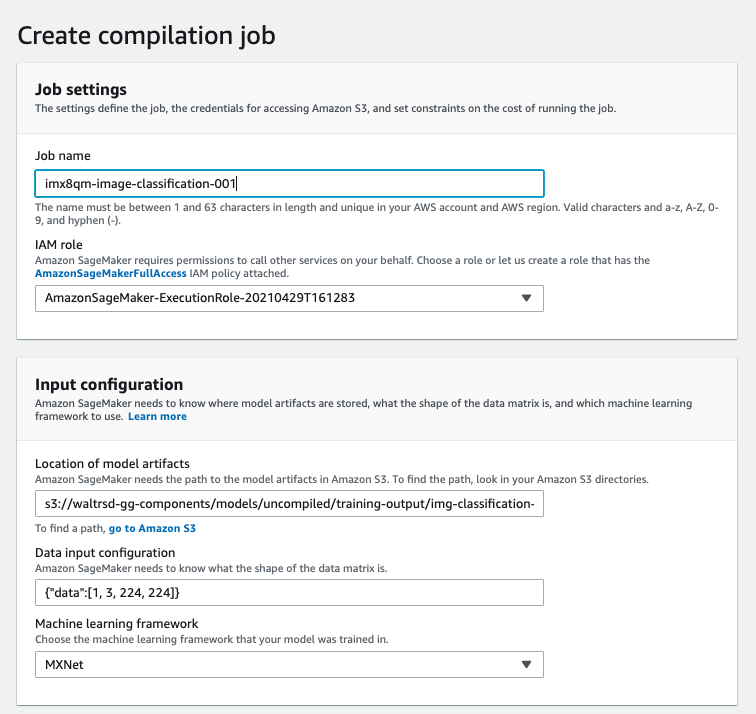 Create compilation job
Job settings
The settings define the job, the credentials for accessing Amazon S3, and set constraints on the cost of running the job.
Job name
imx8qm-image-classification-001
The name must be between 1 and 63 characters in length and unique in your AWS account and AWS region. Valid characters and a-z, A-Z, 0-
9, and hyphen (-).
IAM role
Amazon SageMaker requires permissions to call other services on your behalf. Choose a role or let us create a role that has the
AmazonSageMakerFullAccess IAM policy attached.
AmazonSageMaker-ExecutionRole-20210429T161283
Input configuration
Amazon SageMaker needs to know where model artifacts are stored, what the shape of the data matrix is, and which machine learning
framework to use. Learn more
Location of model artifacts
Amazon SageMaker needs the path to the model artifacts in Amazon S3. To find the path, look in your Amazon S3 directories.
s3://waltrsd-gg-components/models/uncompiled/training-output/img-classification-
To find a path, go to Amazon S3
Data input configuration
Amazon SageMaker needs to know what the shape of the data matrix is.
{"data":[1, 3, 224, 224]}
Machine learning framework
Choose the machine learning framework that your model was trained in.
MXNet